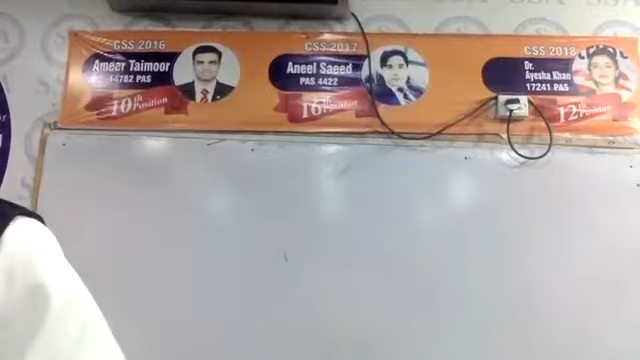 CSS 2016
Ameer Taimoor
44782 PAS
10th Position
CSS 2017
Aneel Saeed
PAS 4422
16th Position
CSS 2018
Dr.
Ayesha Khan
17241 PAS
12th Position